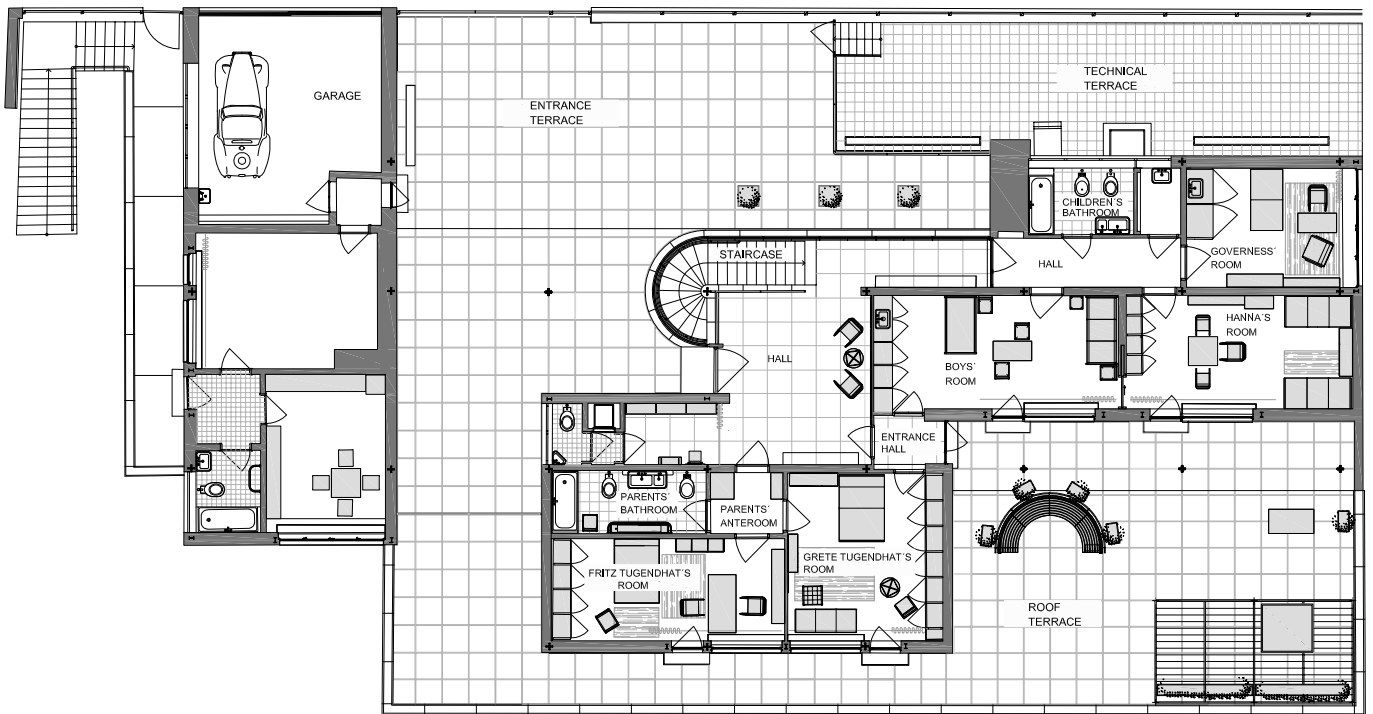 GARAGE
ENTRANCE
TERRACE
TECHNICAL
TERRACE
CHILDREN´S
BATHROOM
GOVERNESS´
ROOM
STAIRCASE
HALL
HANNA´S
ROOM
HALL
BOYS´
ROOM
ENTRANCE
HALL
PARENTS´
BATHROOM
PARENTS´
ANTEROOM
FRITZ TUGENDHAT´S
ROOM
GRETE TUGENDHAT´S
ROOM
ROOF
TERRACE